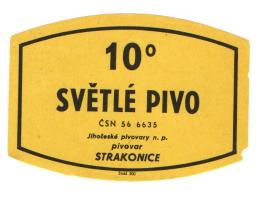 10°
SVĚTLÉ PIVO
ČSN 56 6635
Jihočeské pivovary n. p.
pivovar
STRAKONICE